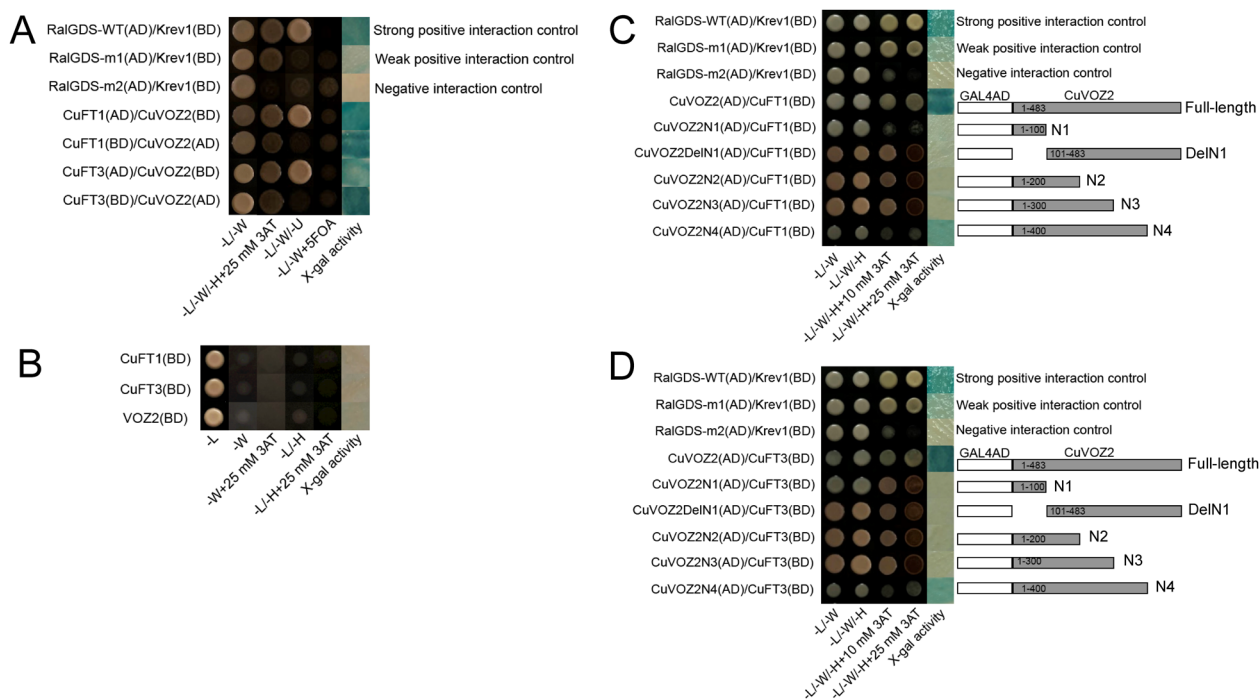 A
RalGDS-WT(AD)/Krev1(BD)
Strong positive interaction control
RalGDS-m1(AD)/Krev1(BD)
Weak positive interaction control
RalGDS-m2(AD)/Krev1(BD)
Negative interaction control
CuFT1(AD)/CuVOZ2(BD)
CuFT1(BD)/CuVOZ2(AD)
CuFT3(AD)/CuVOZ2(BD)
CuFT3(BD)/CuVOZ2(AD)
-L/-W
-L/-W/-H+25 mM 3AT
-L/-W/-U
-L/-W+5FOA
X-gal activity
B
CuFT1(BD)
CuFT3(BD)
VOZ2(BD)
-L
-W
-W+25 mM 3AT
-L/-H
-L/-H+25 mM 3AT
X-gal activity
C
RalGDS-WT(AD)/Krev1(BD)
Strong positive interaction control
RalGDS-m1(AD)/Krev1(BD)
Weak positive interaction control
RalGDS-m2(AD)/Krev1(BD)
Negative interaction control
GAL4AD CuVOZ2
CuVOZ2(AD)/CuFT1(BD)
1-483 Full-length
CuVOZ2N1(AD)/CuFT1(BD)
1-100 N1
CuVOZ2DelN1(AD)/CuFT1(BD)
101-483 DelN1
CuVOZ2N2(AD)/CuFT1(BD)
1-200 N2
CuVOZ2N3(AD)/CuFT1(BD)
1-300 N3
CuVOZ2N4(AD)/CuFT1(BD)
1-400 N4
-L/-W
-L/-W/-H
-L/-W/-H+10 mM 3AT
-L/-W/-H+25 mM 3AT
X-gal activity
D
RalGDS-WT(AD)/Krev1(BD)
Strong positive interaction control
RalGDS-m1(AD)/Krev1(BD)
Weak positive interaction control
RalGDS-m2(AD)/Krev1(BD)
Negative interaction control
GAL4AD CuVOZ2
CuVOZ2(AD)/CuFT3(BD)
1-483 Full-length
CuVOZ2N1(AD)/CuFT3(BD)
1-100 N1
CuVOZ2DelN1(AD)/CuFT3(BD)
101-483 DelN1
CuVOZ2N2(AD)/CuFT3(BD)
1-200 N2
CuVOZ2N3(AD)/CuFT3(BD)
1-300 N3
CuVOZ2N4(AD)/CuFT3(BD)
1-400 N4
-L/-W
-L/-W/-H
-L/-W/-H+10 mM 3AT
-L/-W/-H+25 mM 3AT
X-gal activity